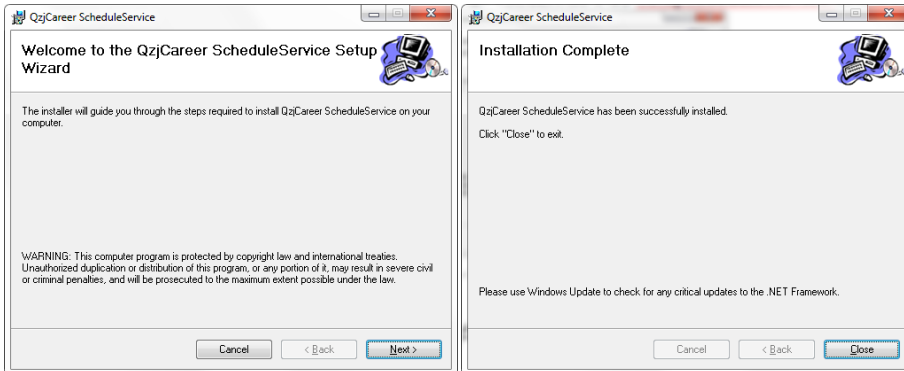 QzjCareer ScheduleService
Welcome to the QzjCareer ScheduleService Setup
Wizard
The installer will guide you through the steps required to install QzjCareer ScheduleService on your
computer.
WARNING: This computer program is protected by copyright law and international treaties.
Unauthorized duplication or distribution of this program, or any portion of it, may result in severe civil
or criminal penalties, and will be prosecuted to the maximum extent possible under the law.
Cancel
< Back
Next >
QzjCareer ScheduleService
Installation Complete
QzjCareer ScheduleService has been successfully installed.
Click "Close" to exit.
Please use Windows Update to check for any critical updates to the .NET Framework.
Cancel
< Back
Close